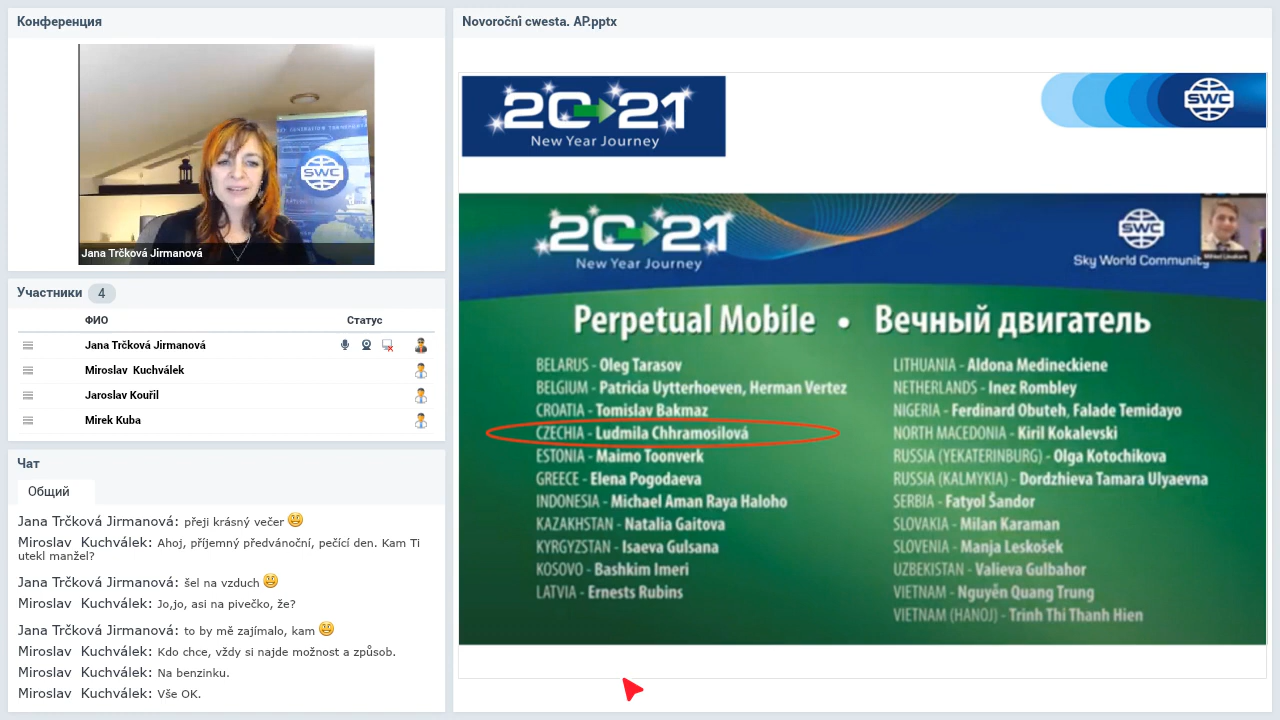 Конференция
Jana Trčková Jirmanová
Участники 4
ФИО Статус
Jana Trčková Jirmanová
Miroslav Kuchválek
Jaroslav Kouřil
Mirek Kuba
Чат
Общий
Jana Trčková Jirmanová: přeji krásný večer
Miroslav Kuchválek: Ahoj, příjemný předvánoční, pečící den. Kam Ti
utekl manžel?
Jana Trčková Jirmanová: šel na vzduch
Miroslav Kuchválek: Jo,jo, asi na pivečko, že?
Jana Trčková Jirmanová: to by mě zajímalo, kam
Miroslav Kuchválek: Kdo chce, vždy si najde možnost a způsob.
Miroslav Kuchválek: Na benzinku.
Miroslav Kuchválek: Vše OK.
Novoroční cwesta. AP.pptx
2021
New Year Journey
SWC
2021
New Year Journey
SWC
Sky World Community
Perpetual Mobile • Вечный двигатель
BELARUS - Oleg Tarasov
BELGIUM - Patricia Uytterhoeven, Herman Vertez
CROATIA - Tomislav Bakmaz
CZECHIA - Ludmila Chhramosilová
ESTONIA - Maimo Toonverk
GREECE - Elena Pogodaeva
INDONESIA - Michael Aman Raya Haloho
KAZAKHSTAN - Natalia Gaitova
KYRGYZSTAN - Isaeva Gulsana
KOSOVO - Bashkim Imeri
LATVIA - Ernests Rubins
LITHUANIA - Aldona Medineckiene
NETHERLANDS - Inez Rombley
NIGERIA - Ferdinard Obuteh, Falade Temidayo
NORTH MACEDONIA - Kiril Kokalevski
RUSSIA (YEKATERINBURG) - Olga Kotochikova
RUSSIA (KALMYKIA) - Dordzhieva Tamara Ulyaevna
SERBIA - Fatyol Šandor
SLOVAKIA - Milan Karaman
SLOVENIA - Manja Leskošek
UZBEKISTAN - Valieva Gulbahor
VIETNAM - Nguyễn Quang Trung
VIETNAM (HANOJ) - Trinh Thi Thanh Hien
SWC